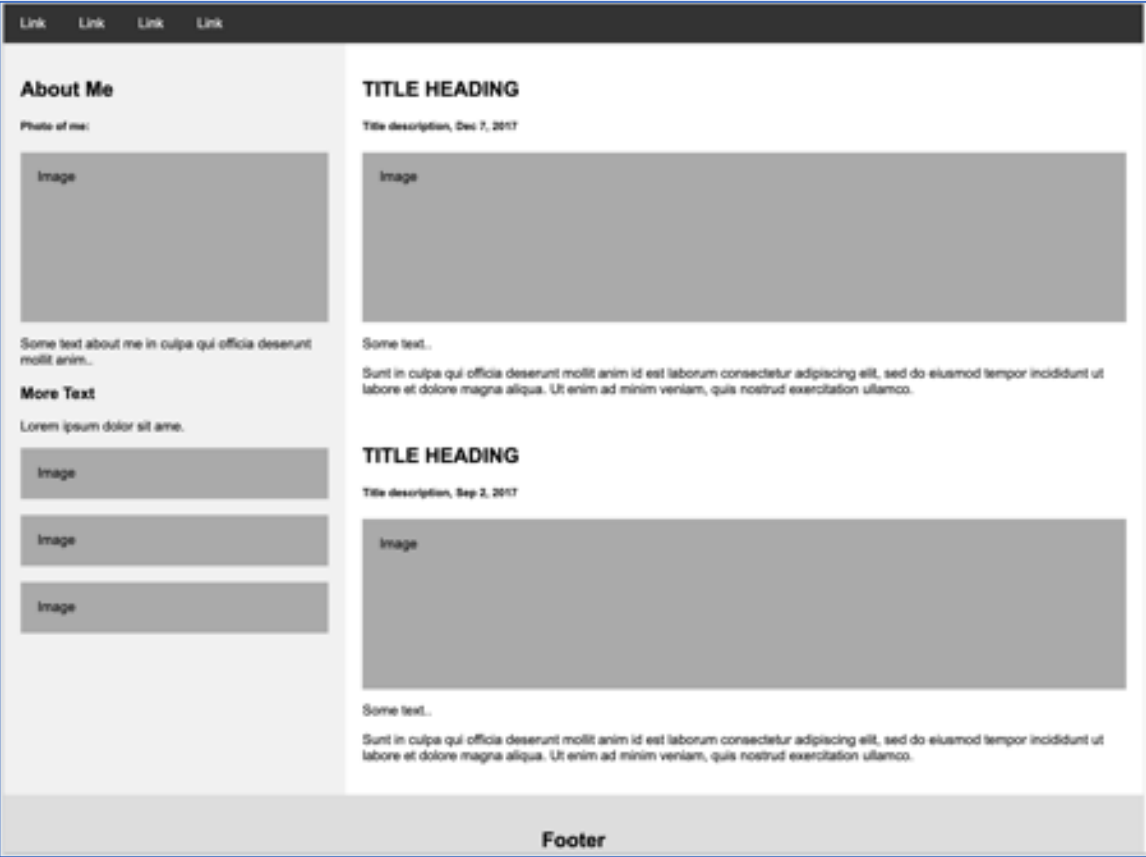 Link Link Link Link
About Me
Photo of me:
Image
Some text about me in culpa qui officia deserunt
mollit anim..
More Text
Lorem ipsum dolor sit ame.
Image
Image
Image
TITLE HEADING
Title description, Dec 7, 2017
Image
Some text..
Sunt in culpa qui officia deserunt mollit anim id est laborum consectetur adipiscing elit, sed do eiusmod tempor incididunt ut
labore et dolore magna aliqua. Ut enim ad minim veniam, quis nostrud exercitation ullamco.
TITLE HEADING
Title description, Sep 2, 2017
Image
Some text..
Sunt in culpa qui officia deserunt mollit anim id est laborum consectetur adipiscing elit, sed do eiusmod tempor incididunt ut
labore et dolore magna aliqua. Ut enim ad minim veniam, quis nostrud exercitation ullamco.
Footer